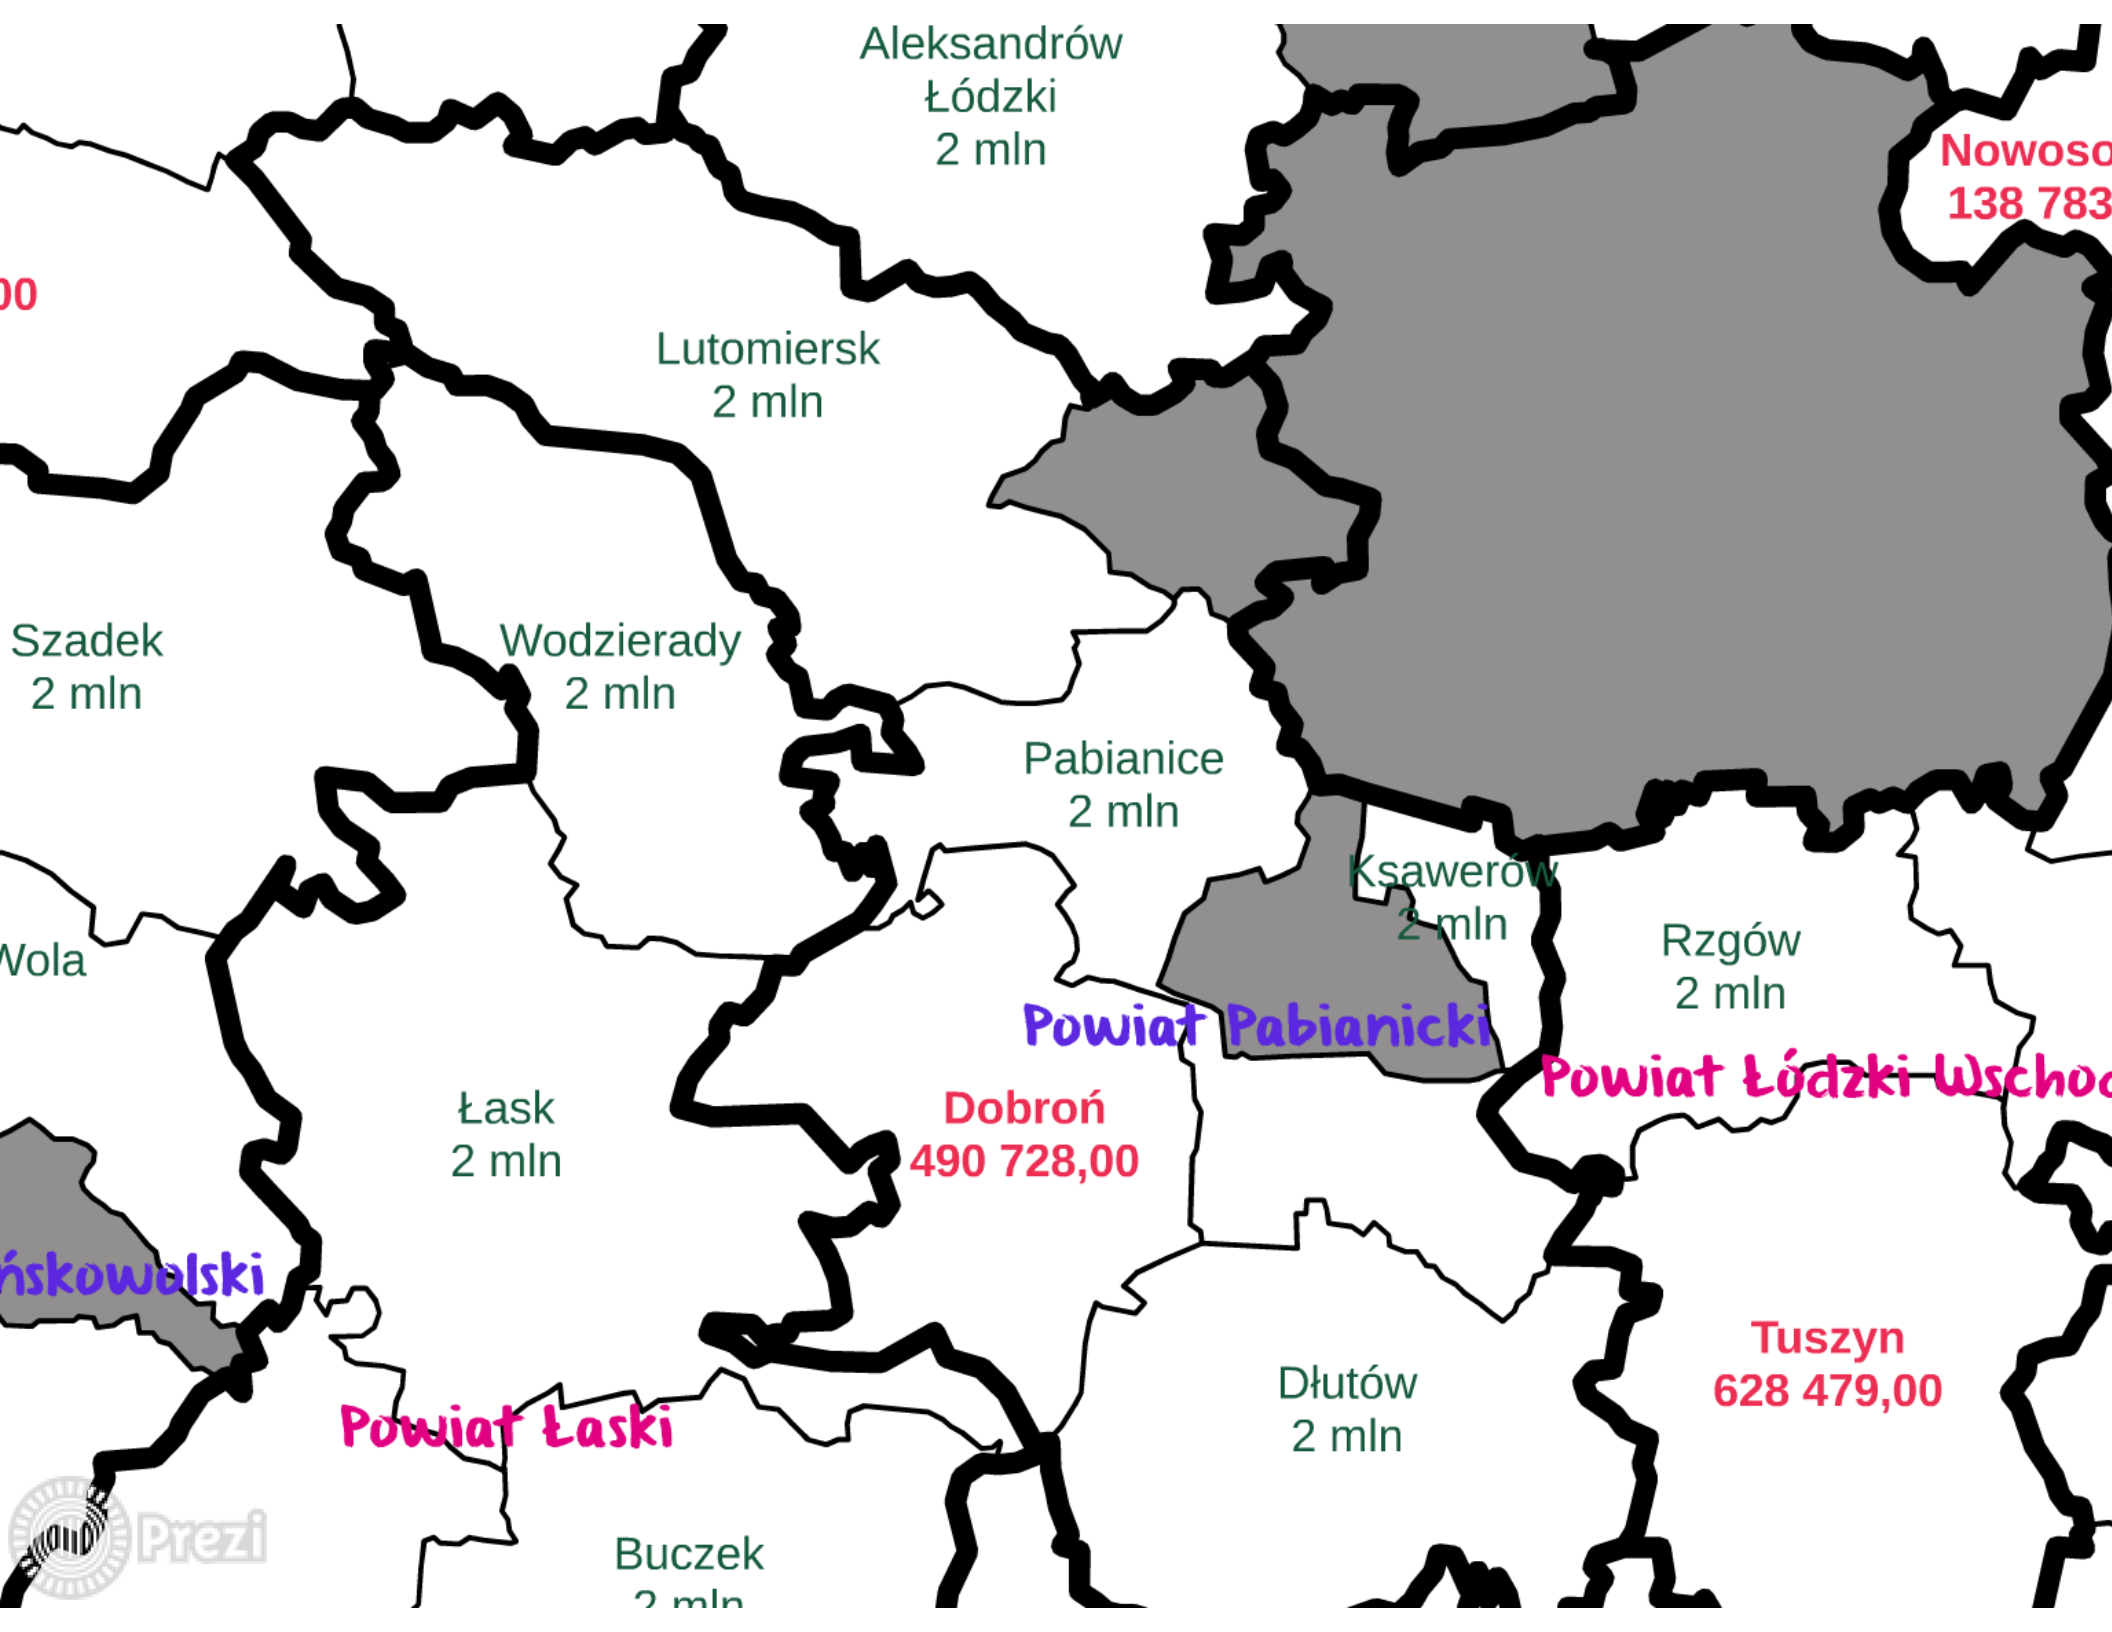 Aleksandrów
Łódzki
2 mln
Nowoso
138 783
00
Lutomiersk
2 mln
Szadek
2 mln
Wodzierady
2 mln
Pabianice
2 mln
Ksawerów
2 mln
Wola
Rzgów
2 mln
Powiat Pabianicki
Powiat Łódzki Wschoc
Łask
2 mln
Dobroń
490 728,00
ńskowolski
Tuszyn
628 479,00
Dłutów
2 mln
Powiat Łaski
Prezi
Buczek
2 mln